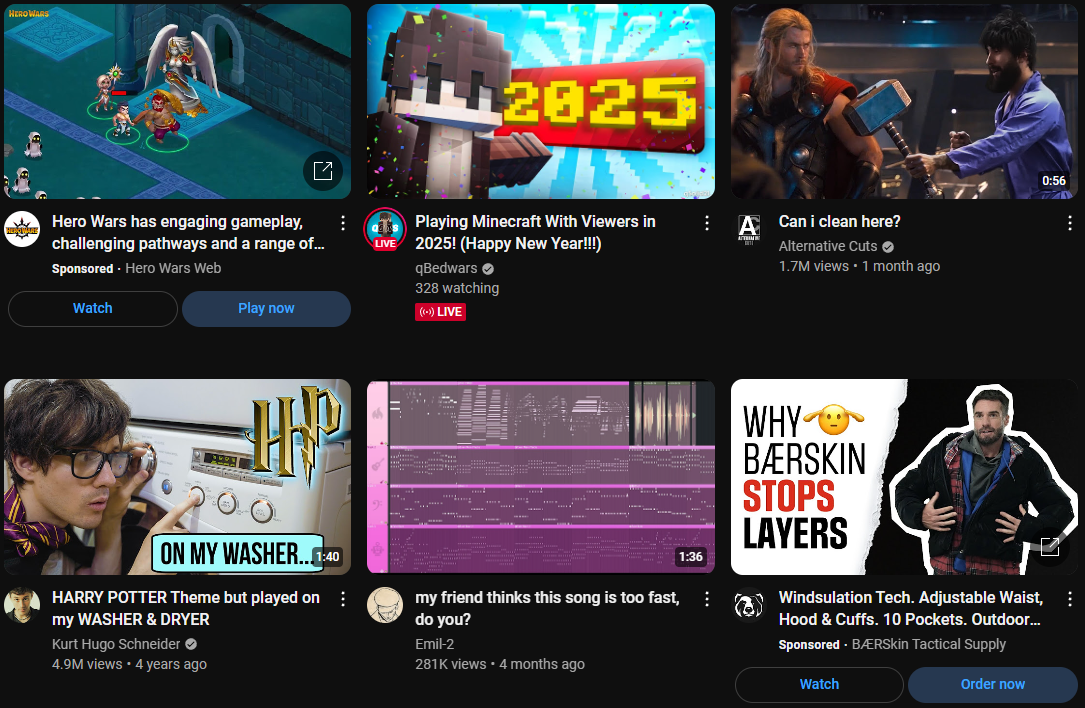 HERO WARS
2025
0:56
Hero Wars has engaging gameplay,
challenging pathways and a range of…
Sponsored · Hero Wars Web
Watch
Play now
LIVE
Playing Minecraft With Viewers in
2025! (Happy New Year!!!)
qBedwars
328 watching
LIVE
Can i clean here?
Alternative Cuts
1.7M views • 1 month ago
HP
ON MY WASHER...
1:40
1:36
WHY
BÆRSKIN
STOPS
LAYERS
HARRY POTTER Theme but played on
my WASHER & DRYER
Kurt Hugo Schneider
4.9M views • 4 years ago
my friend thinks this song is too fast,
do you?
Emil-2
281K views • 4 months ago
Windsulation Tech. Adjustable Waist,
Hood & Cuffs. 10 Pockets. Outdoor…
Sponsored · BÆRSkin Tactical Supply
Watch
Order now